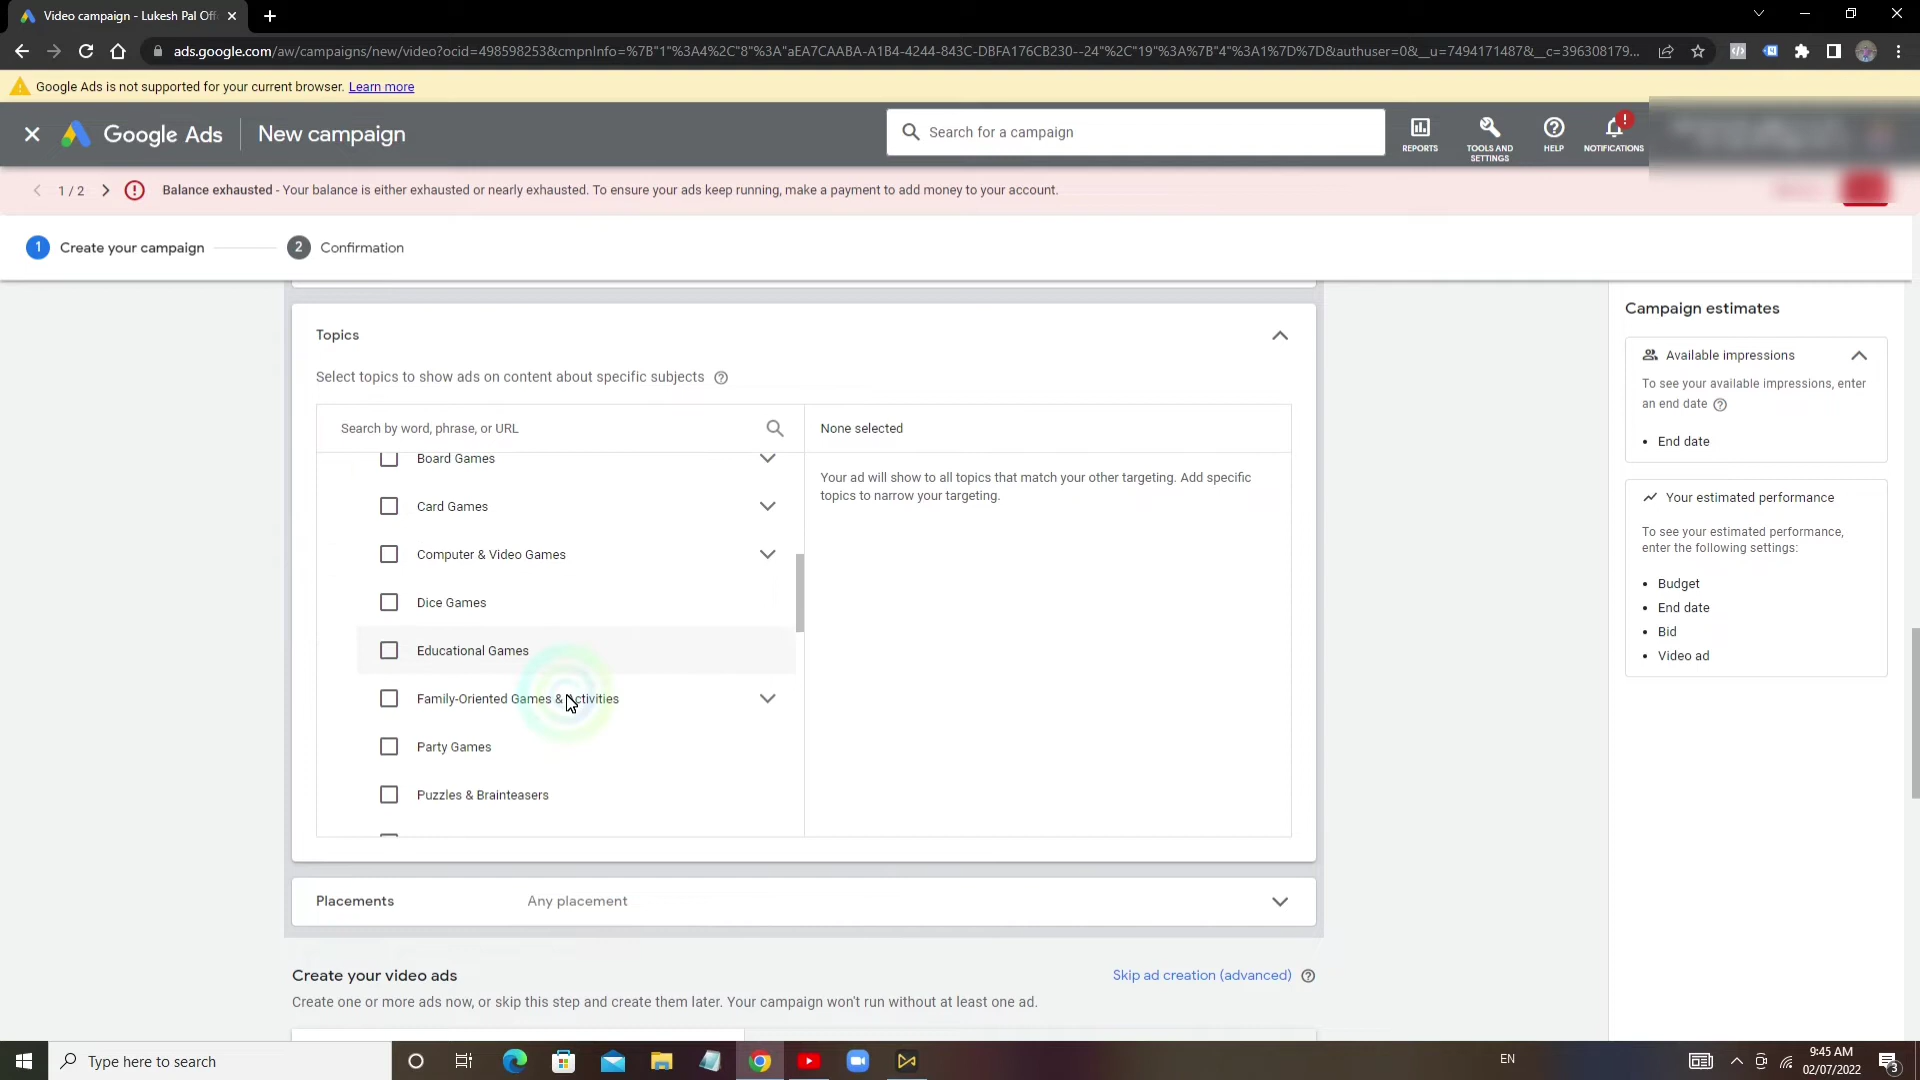 Video campaign - Lukesh Pal Off
ads.google.com/aw/campaigns/new/video?ocid=498598253&cmpnInfo=%7B"1"%3A4%2C"8"%3A"aEA7CAABA-A1B4-4244-843C-DBFA176CB230--24"%2C"19"%3A%7B"4"%3A1%7D%7D&authuser=0&__u=7494171487&__c=396308179...
Google Ads is not supported for your current browser. Learn more
Google Ads
New campaign
Search for a campaign
REPORTS
TOOLS AND
SETTINGS
HELP
NOTIFICATIONS
1 / 2
Balance exhausted - Your balance is either exhausted or nearly exhausted. To ensure your ads keep running, make a payment to add money to your account.
1 Create your campaign
2 Confirmation
Topics
Select topics to show ads on content about specific subjects
Search by word, phrase, or URL
Board Games
Card Games
Computer & Video Games
Dice Games
Educational Games
Family-Oriented Games & Activities
Party Games
Puzzles & Brainteasers
None selected
Your ad will show to all topics that match your other targeting. Add specific
topics to narrow your targeting.
Placements
Any placement
Create your video ads
Skip ad creation (advanced)
Create one or more ads now, or skip this step and create them later. Your campaign won't run without at least one ad.
Campaign estimates
Available impressions
To see your available impressions, enter
an end date
• End date
Your estimated performance
To see your estimated performance,
enter the following settings:
• Budget
• End date
• Bid
• Video ad
Type here to search
EN
9:45 AM
02/07/2022
3